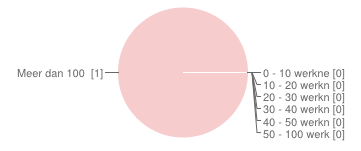 Meer dan 100 [1]
0 - 10 werkne [0]
10 - 20 werkn [0]
20 - 30 werkn [0]
30 - 40 werkn [0]
40 - 50 werkn [0]
50 - 100 werk [0]